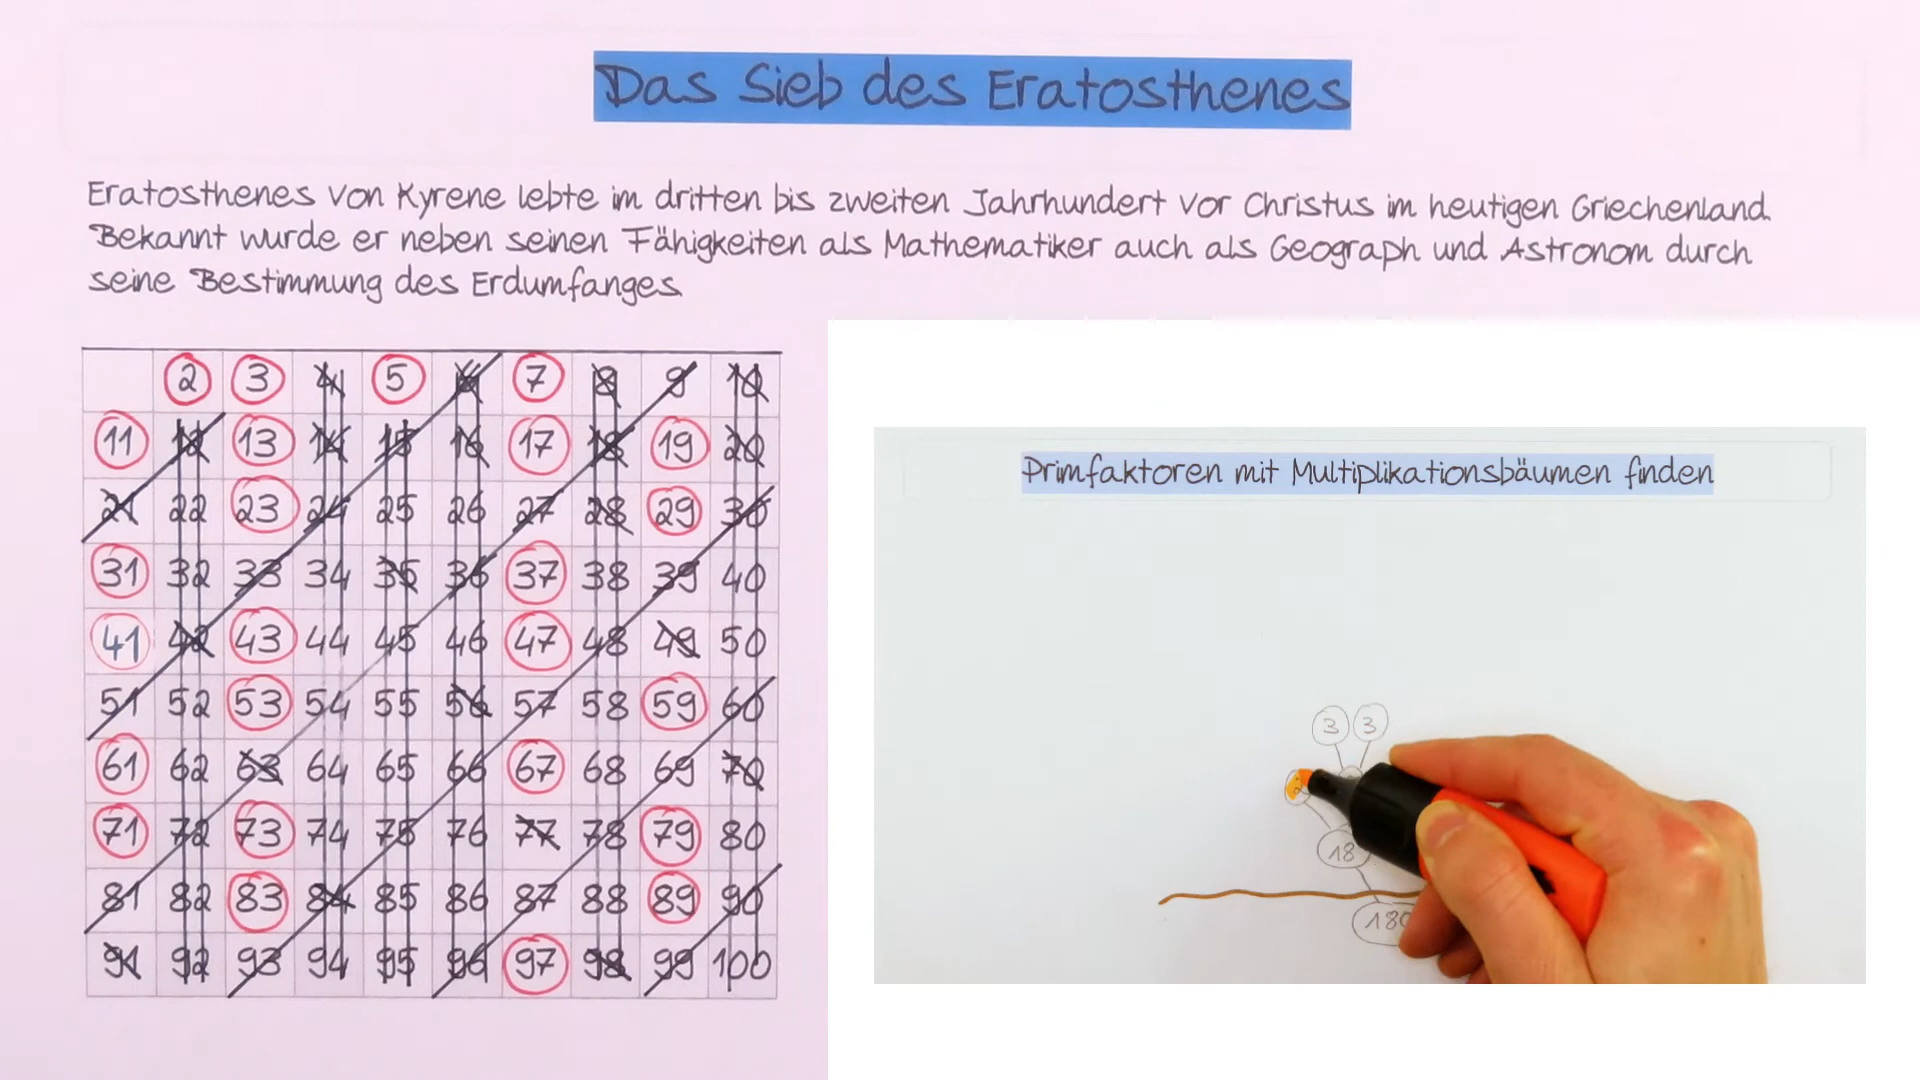 Das Sieb des Eratosthenes
Eratosthenes von Kyrene lebte im dritten bis zweiten Jahrhundert vor Christus im heutigen Griechenland.
Bekannt wurde er neben seinen Fähigkeiten als Mathematiker auch als Geograph und Astronom durch
seine Bestimmung des Erdumfanges.
2 3 4 5 6 7 8 9 10
11 12 13 14 15 16 17 18 19 20
21 22 23 24 25 26 27 28 29 30
31 32 33 34 35 36 37 38 39 40
41 42 43 44 45 46 47 48 49 50
51 52 53 54 55 56 57 58 59 60
61 62 63 64 65 66 67 68 69 70
71 72 73 74 75 76 77 78 79 80
81 82 83 84 85 86 87 88 89 90
91 92 93 94 95 96 97 98 99 100
Primfaktoren mit Multiplikationsbäumen finden
3 3
18
180